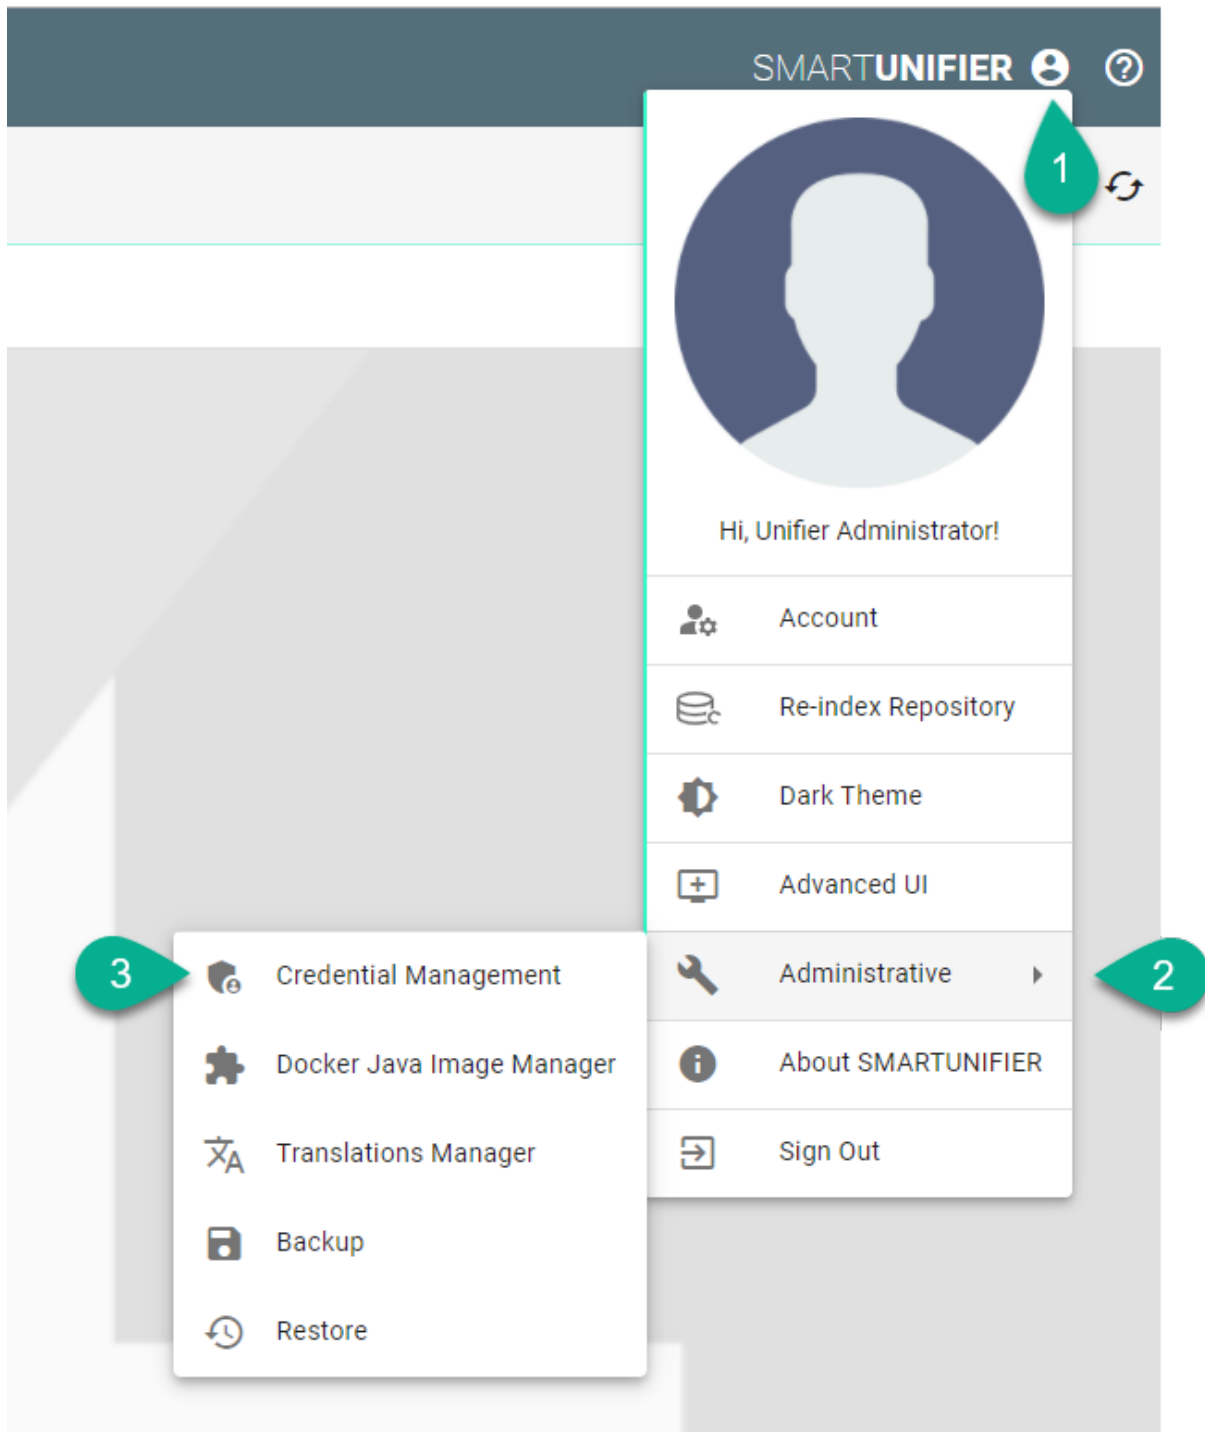 SMARTUNIFIER
1
Hi, Unifier Administrator!
Account
Re-index Repository
Dark Theme
Advanced UI
Administrative
2
About SMARTUNIFIER
Sign Out
3
Credential Management
Docker Java Image Manager
Translations Manager
Backup
Restore